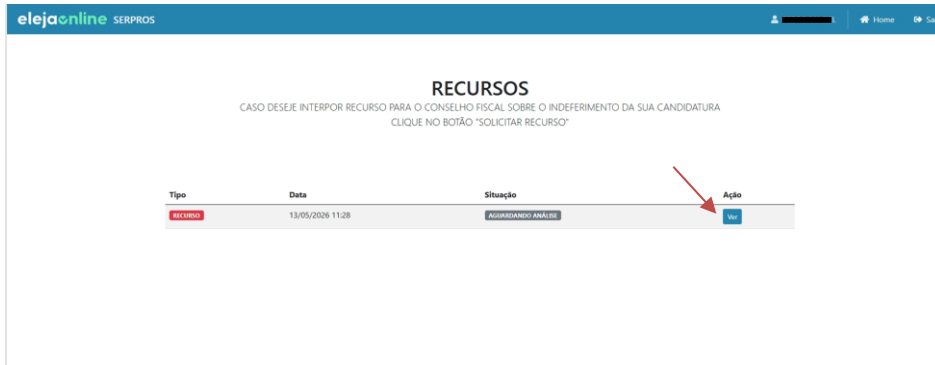 elejaonline SERPROS
Home
RECURSOS
CASO DESEJE INTERPOR RECURSO PARA O CONSELHO FISCAL SOBRE O INDEFERIMENTO DA SUA CANDIDATURA
CLIQUE NO BOTÃO "SOLICITAR RECURSO"
Tipo Data Situação Ação
RECURSO 13/05/2026 11:28 AGUARDANDO ANÁLISE Ver